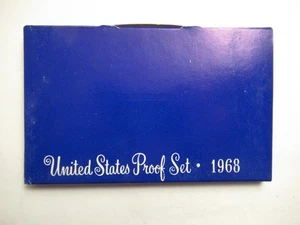 United States Proof Set • 1968